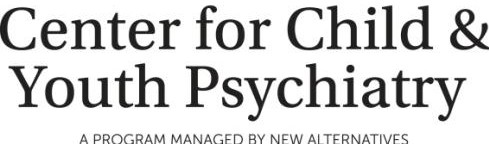 Center for Child &
Youth Psychiatry
A PROGRAM MANAGED BY NEW ALTERNATIVES